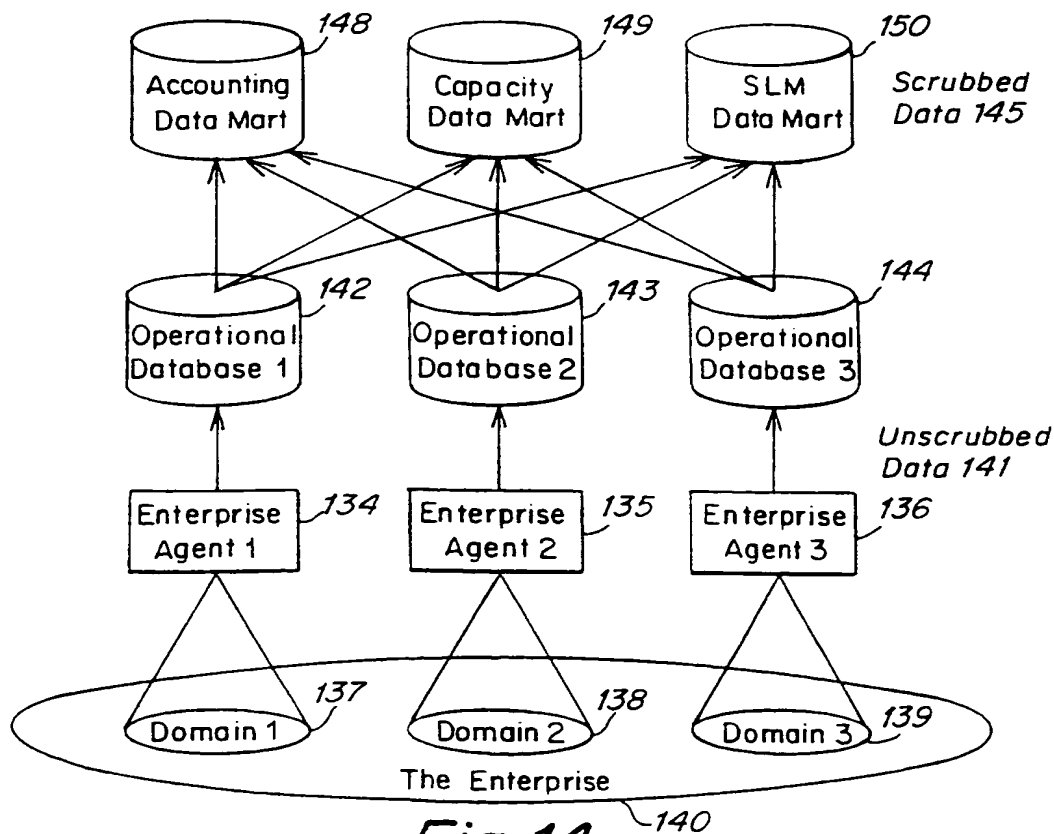 148
149
150
Accounting
Data Mart
Capacity
Data Mart
SLM
Data Mart
Scrubbed
Data 145
142
143
144
Operational
Database 1
Operational
Database 2
Operational
Database 3
Unscrubbed
Data 141
134
135
136
Enterprise
Agent 1
Enterprise
Agent 2
Enterprise
Agent 3
137
138
139
Domain 1
Domain 2
Domain 3
The Enterprise
140